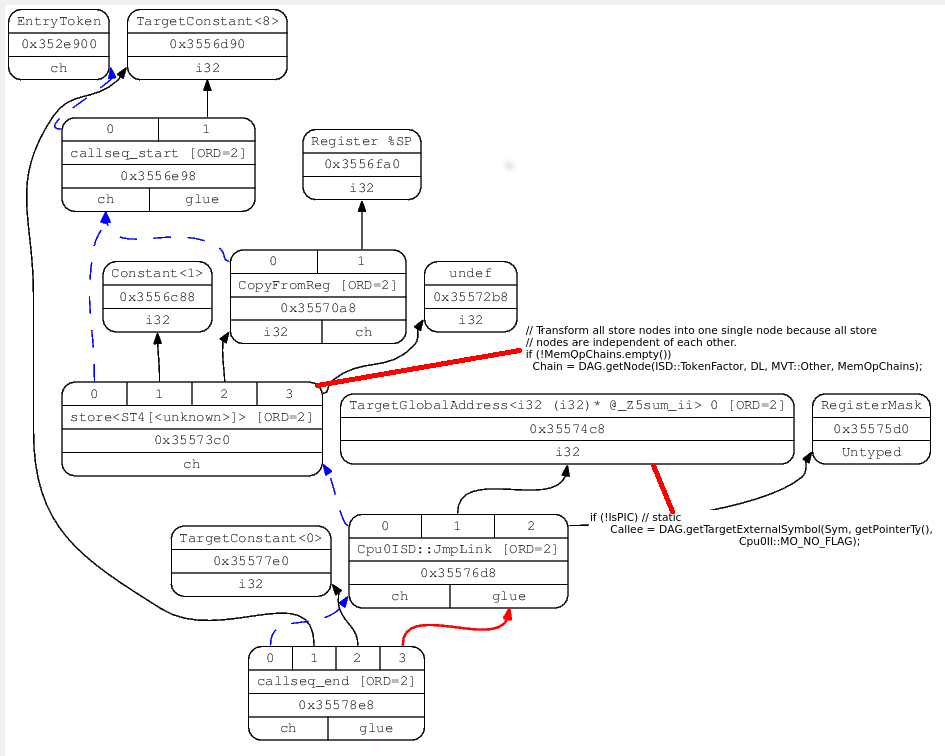 EntryToken
0x352e900
ch
TargetConstant<8>
0x3556d90
i32
0 1
callseq_start [ORD=2]
0x3556e98
ch glue
Register %SP
0x3556fa0
i32
0 1
CopyFromReg [ORD=2]
0x35570a8
i32 ch
Constant<1>
0x3556c88
i32
undef
0x35572b8
i32
// Transform all store nodes into one single node because all store
// nodes are independent of each other.
if (!MemOpChains.empty())
Chain = DAG.getNode(ISD::TokenFactor, DL, MVT::Other, MemOpChains);
0 1 2 3
store<ST4[<unknown>]> [ORD=2]
0x35573c0
ch
TargetGlobalAddress<i32 (i32)* @_Z5sum_ii> 0 [ORD=2]
0x35574c8
i32
RegisterMask
0x35575d0
Untyped
if (!IsPIC) // static
Callee = DAG.getTargetExternalSymbol(Sym, getPointerTy(),
Cpu0II::MO_NO_FLAG);
0 1 2
Cpu0ISD::JmpLink [ORD=2]
0x35576d8
ch glue
TargetConstant<0>
0x35577e0
i32
0 1 2 3
callseq_end [ORD=2]
0x35578e8
ch glue